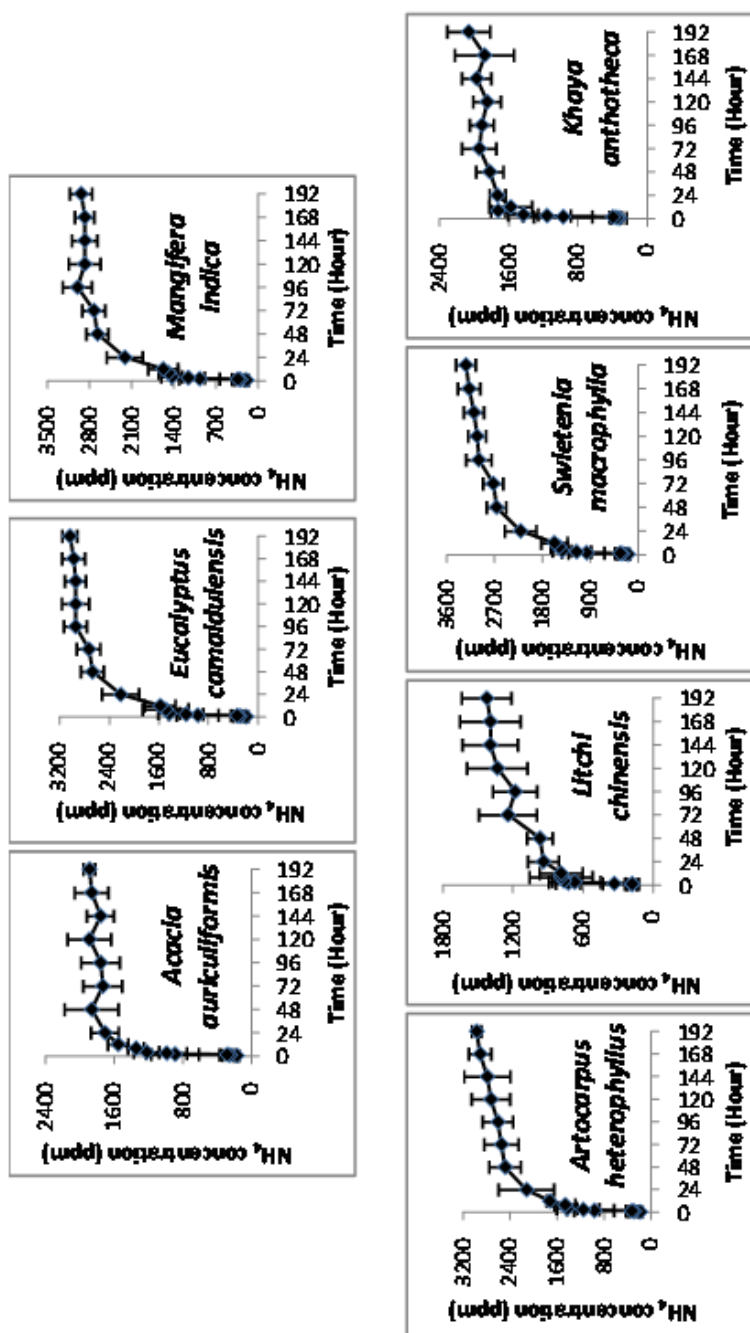 NH₄ concentration (ppm)
2400
1600
800
0
Acacia
auriculiformis
0 24 48 72 96 120 144 168 192
Time (Hour)
NH₄ concentration (ppm)
3200
2400
1600
800
0
Eucalyptus
camaldulensis
0 24 48 72 96 120 144 168 192
Time (Hour)
NH₄ concentration (ppm)
3500
2800
2100
1400
700
0
Mangifera
indica
0 24 48 72 96 120 144 168 192
Time (Hour)
NH₄ concentration (ppm)
3200
2400
1600
800
0
Artocarpus
heterophyllus
0 24 48 72 96 120 144 168 192
Time (Hour)
NH₄ concentration (ppm)
1800
1200
600
0
Litchi
chinensis
0 24 48 72 96 120 144 168 192
Time (Hour)
NH₄ concentration (ppm)
3600
2700
1800
900
0
Swietenia
macrophylla
0 24 48 72 96 120 144 168 192
Time (Hour)
NH₄ concentration (ppm)
2400
1600
800
0
Khaya
anthotheca
0 24 48 72 96 120 144 168 192
Time (Hour)